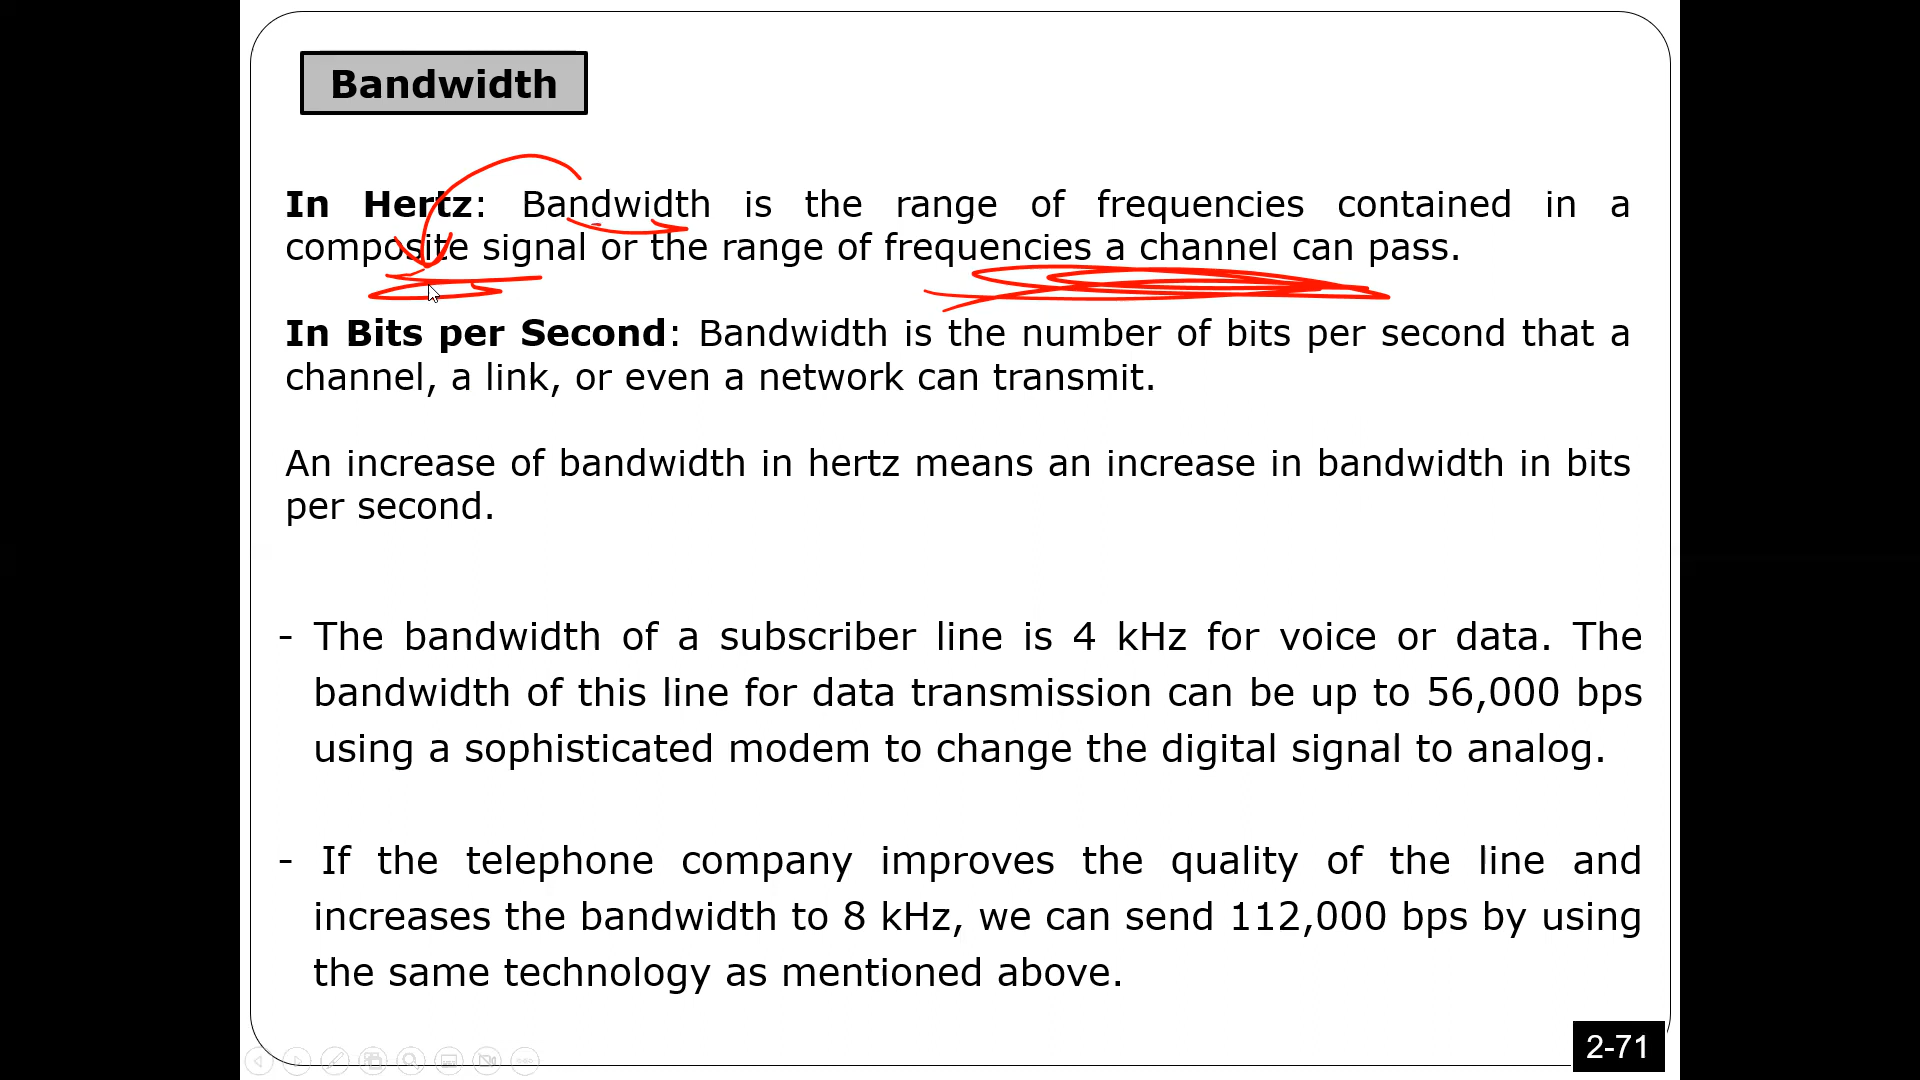 Bandwidth
In Hertz: Bandwidth is the range of frequencies contained in a
composite signal or the range of frequencies a channel can pass.
In Bits per Second: Bandwidth is the number of bits per second that a
channel, a link, or even a network can transmit.
An increase of bandwidth in hertz means an increase in bandwidth in bits
per second.
- The bandwidth of a subscriber line is 4 kHz for voice or data. The
bandwidth of this line for data transmission can be up to 56,000 bps
using a sophisticated modem to change the digital signal to analog.
- If the telephone company improves the quality of the line and
increases the bandwidth to 8 kHz, we can send 112,000 bps by using
the same technology as mentioned above.
2-71